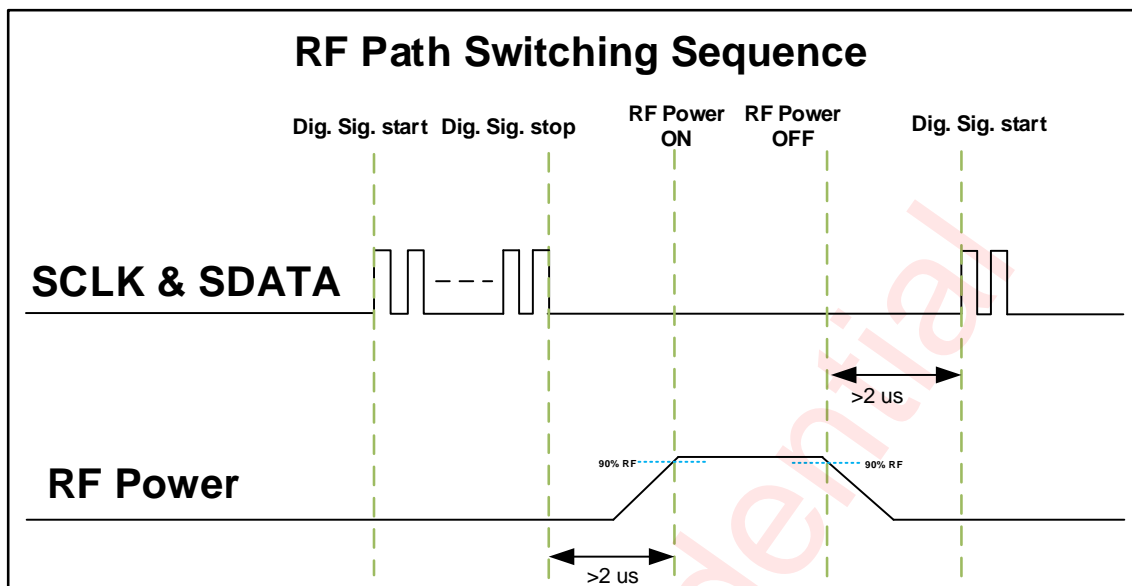 RF Path Switching Sequence
Dig. Sig. start
Dig. Sig. stop
RF Power
ON
RF Power
OFF
Dig. Sig. start
SCLK & SDATA
>2 us
90% RF
90% RF
RF Power
>2 us